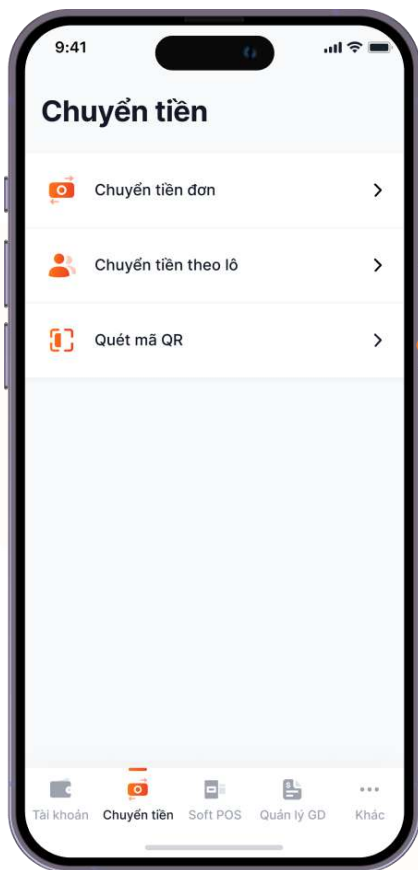 9:41
Chuyển tiền
Chuyển tiền đơn
Chuyển tiền theo lô
Quét mã QR
Tài khoản Chuyển tiền Soft POS Quản lý GD Khác